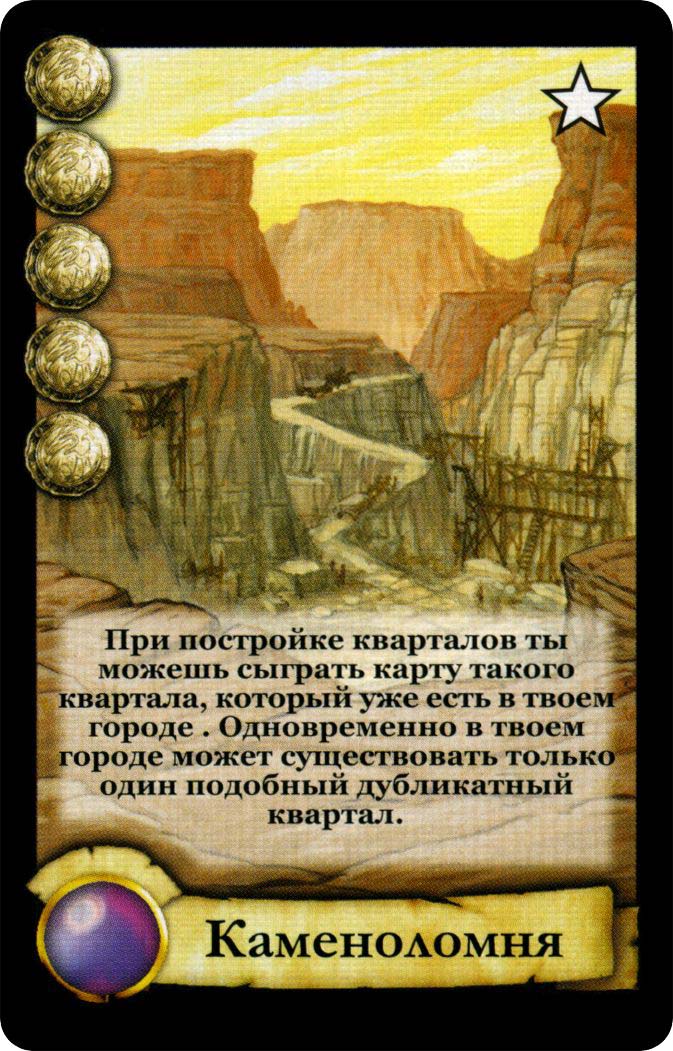 При постройке кварталов ты
можешь сыграть карту такого
квартала, который уже есть в твоем
городе . Одновременно в твоем
городе может существовать только
один подобный дубликатный
квартал.
Каменоломня